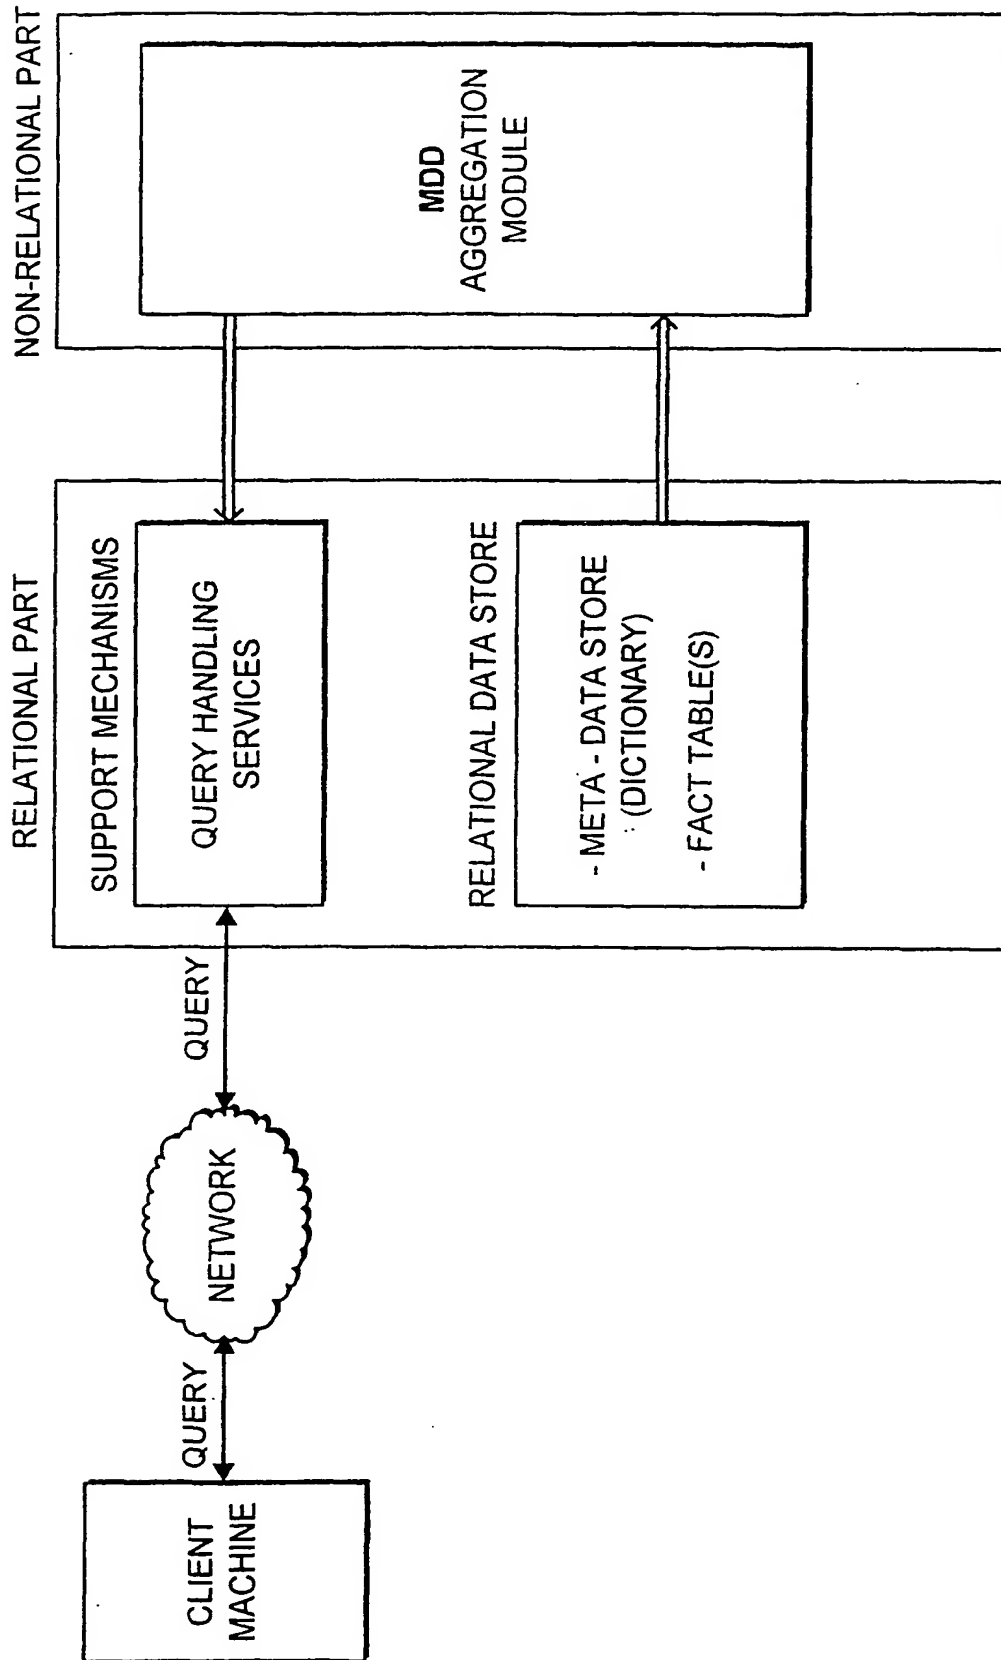 CLIENT
MACHINE
QUERY
NETWORK
QUERY
RELATIONAL PART
SUPPORT MECHANISMS
QUERY HANDLING
SERVICES
RELATIONAL DATA STORE
- META - DATA STORE
(DICTIONARY)
- FACT TABLE(S)
NON-RELATIONAL PART
MDD
AGGREGATION
MODULE